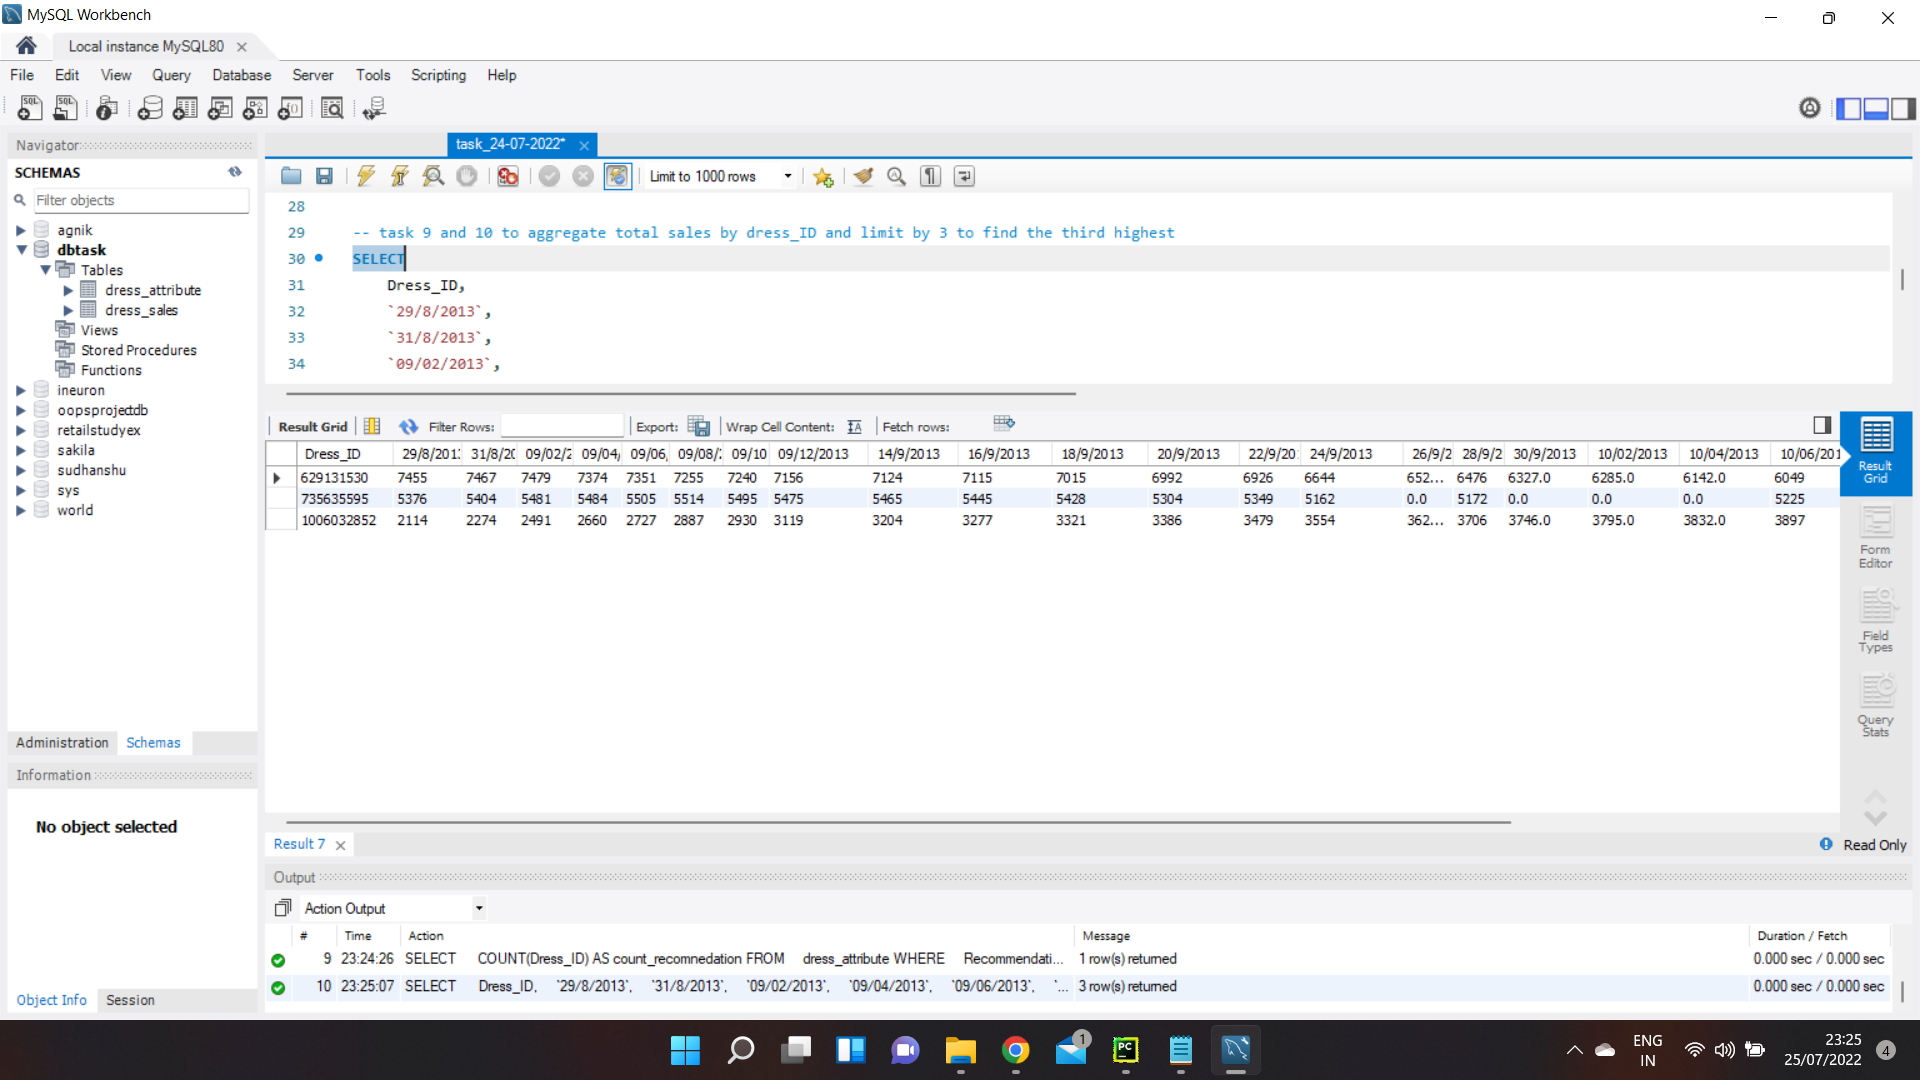 MySQL Workbench
Local instance MySQL80
File Edit View Query Database Server Tools Scripting Help
Navigator
SCHEMAS
Filter objects
agnik
dbtask
Tables
dress_attribute
dress_sales
Views
Stored Procedures
Functions
ineuron
oopsprojectdb
retailstudyex
sakila
sudhanshu
sys
world
Administration Schemas
Information
No object selected
Object Info Session
task_24-07-2022*
Limit to 1000 rows
28
29 -- task 9 and 10 to aggregate total sales by dress_ID and limit by 3 to find the third highest
30 SELECT
31 Dress_ID,
32 `29/8/2013`,
33 `31/8/2013`,
34 `09/02/2013`,
Result Grid Filter Rows: Export: Wrap Cell Content: Fetch rows:
Dress_ID 29/8/201 31/8/20 09/02/2 09/04/ 09/06, 09/08/ 09/10 09/12/2013 14/9/2013 16/9/2013 18/9/2013 20/9/2013 22/9/20 24/9/2013 26/9/2 28/9/2 30/9/2013 10/02/2013 10/04/2013 10/06/201
629131530 7455 7467 7479 7374 7351 7255 7240 7156 7124 7115 7015 6992 6926 6644 652... 6476 6327.0 6285.0 6142.0 6049
735635595 5376 5404 5481 5484 5505 5514 5495 5475 5465 5445 5428 5304 5349 5162 0.0 5172 0.0 0.0 0.0 5225
1006032852 2114 2274 2491 2660 2727 2887 2930 3119 3204 3277 3321 3386 3479 3554 362... 3706 3746.0 3795.0 3832.0 3897
Result
Grid
Form
Editor
Field
Types
Query
Stats
Result 7
Read Only
Output
Action Output
# Time Action Message Duration / Fetch
9 23:24:26 SELECT COUNT(Dress_ID) AS count_recomnedation FROM dress_attribute WHERE Recommendati... 1 row(s) returned 0.000 sec / 0.000 sec
10 23:25:07 SELECT Dress_ID, `29/8/2013`, `31/8/2013`, `09/02/2013`, `09/04/2013`, `09/06/2013`, `... 3 row(s) returned 0.000 sec / 0.000 sec
1
PC
ENG
IN
23:25
25/07/2022
4